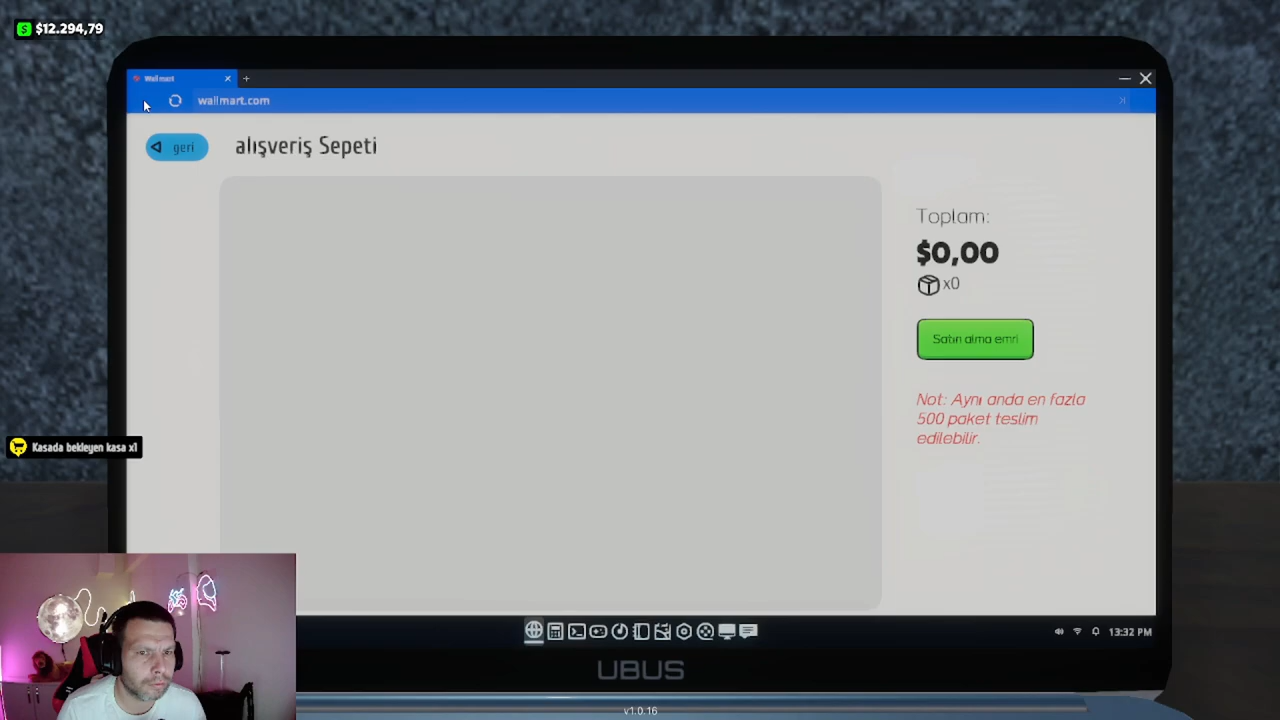 $ $12.294,79
Wallmart
wallmart.com
geri
alışveriş Sepeti
Toplam:
$0,00
x0
Satın alma emri
Not: Aynı anda en fazla
500 paket teslim
edilebilir.
Kasada bekleyen kasa x1
13:32 PM
UBUS
v1.0.16